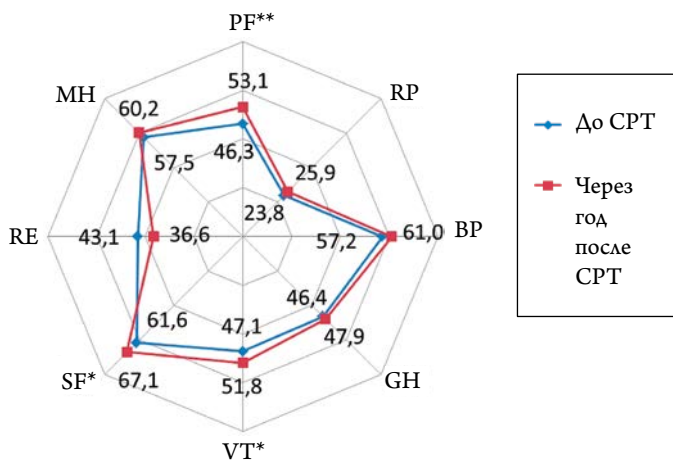 PF**
53,1
MH
60,2
RP
46,3
57,5
25,9
23,8
RE
43,1
36,6
57,2
61,0
BP
46,4
61,6
47,1
47,9
SF*
67,1
51,8
GH
VT*
До СРТ
Через
год
после
СРТ